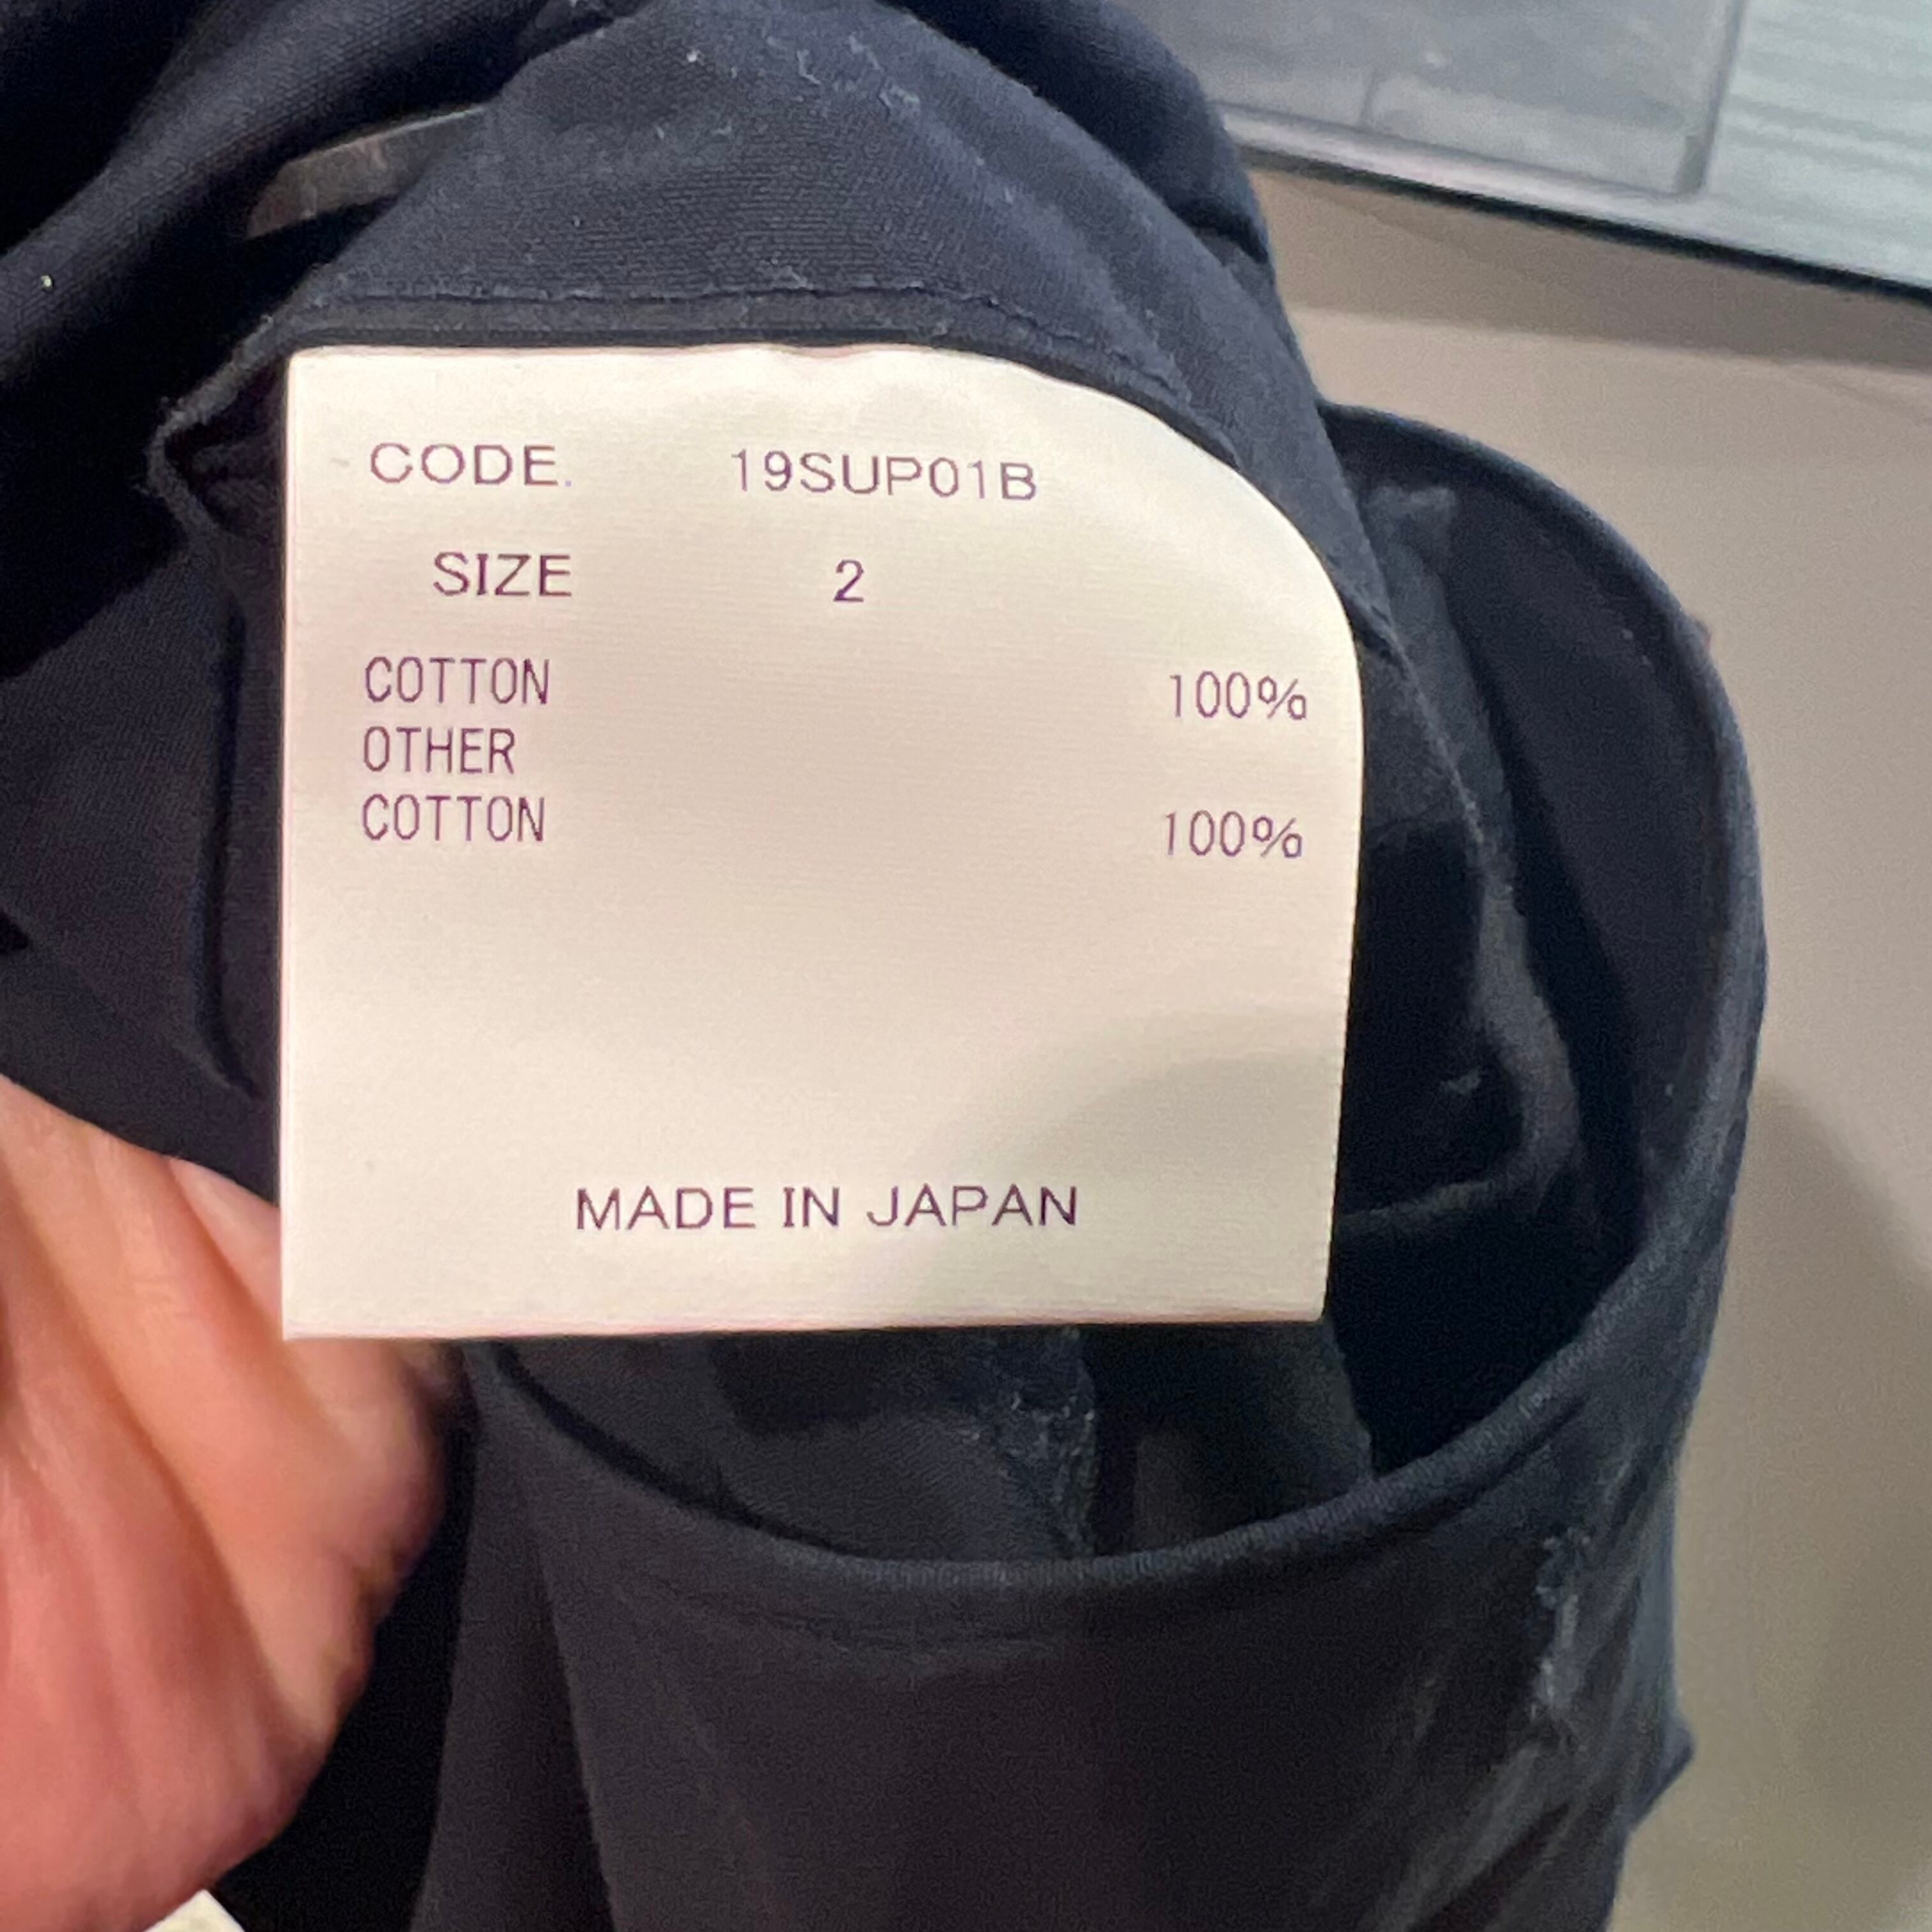 CODE. 19SUP01B
SIZE 2
COTTON 100%
OTHER
COTTON 100%
MADE IN JAPAN